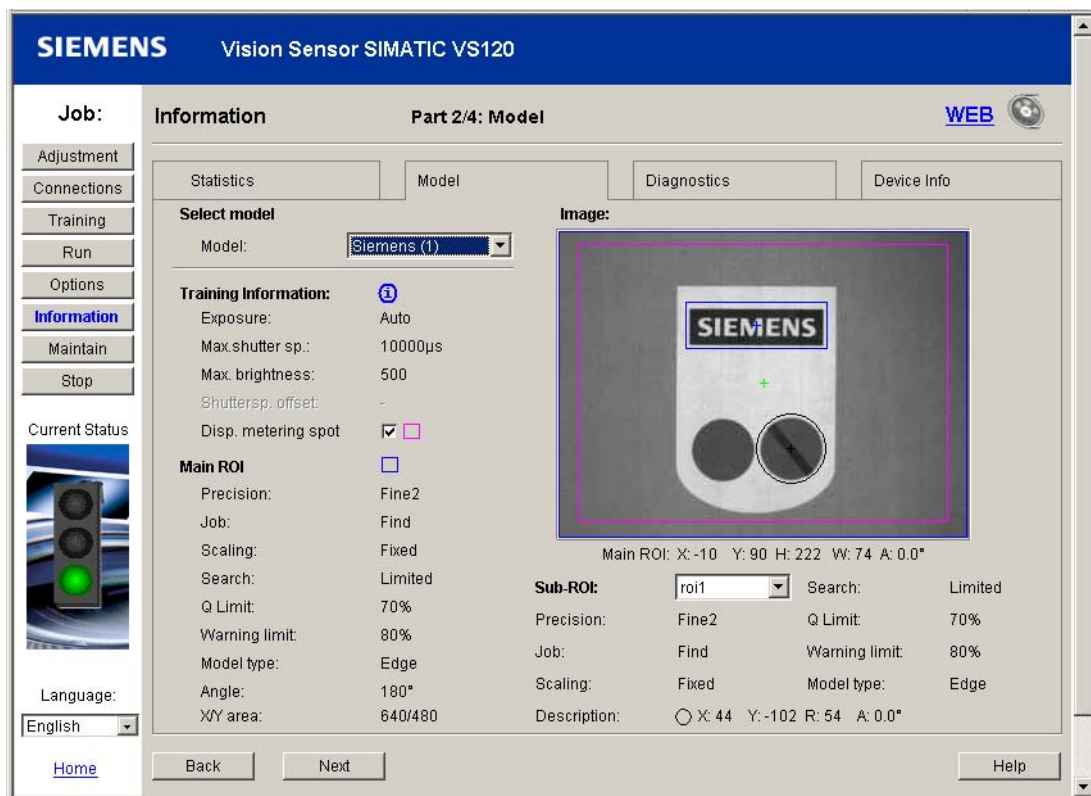 SIEMENS Vision Sensor SIMATIC VS120
Job:
Adjustment
Connections
Training
Run
Options
Information
Maintain
Stop
Current Status
Language:
English
Home
Information Part 2/4: Model WEB
Statistics Model Diagnostics Device Info
Select model
Model: Siemens (1)
Training Information:
Exposure: Auto
Max.shutter sp.: 10000µs
Max. brightness: 500
Shuttersp. offset: -
Disp. metering spot
Main ROI
Precision: Fine2
Job: Find
Scaling: Fixed
Search: Limited
Q Limit: 70%
Warning limit: 80%
Model type: Edge
Angle: 180°
X/Y area: 640/480
Image:
SIEMENS
Main ROI: X: -10 Y: 90 H: 222 W: 74 A: 0.0°
Sub-ROI: roi1 Search: Limited
Precision: Fine2 Q Limit: 70%
Job: Find Warning limit: 80%
Scaling: Fixed Model type: Edge
Description: X: 44 Y: -102 R: 54 A: 0.0°
Back Next Help